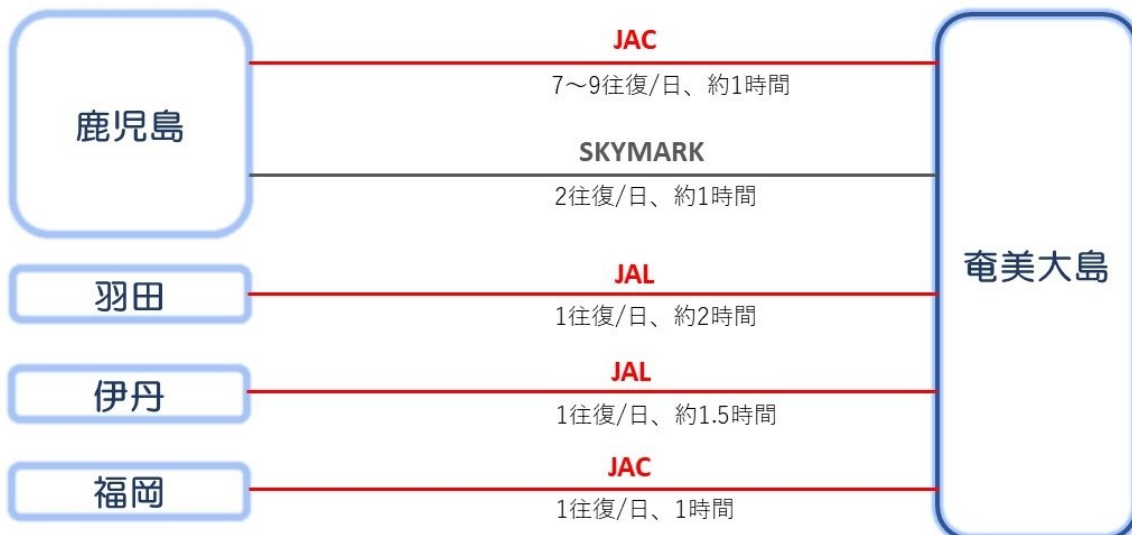 鹿児島
JAC
7～9往復/日、約1時間
SKYMARK
2往復/日、約1時間
羽田
JAL
1往復/日、約2時間
伊丹
JAL
1往復/日、約1.5時間
福岡
JAC
1往復/日、1時間
奄美大島